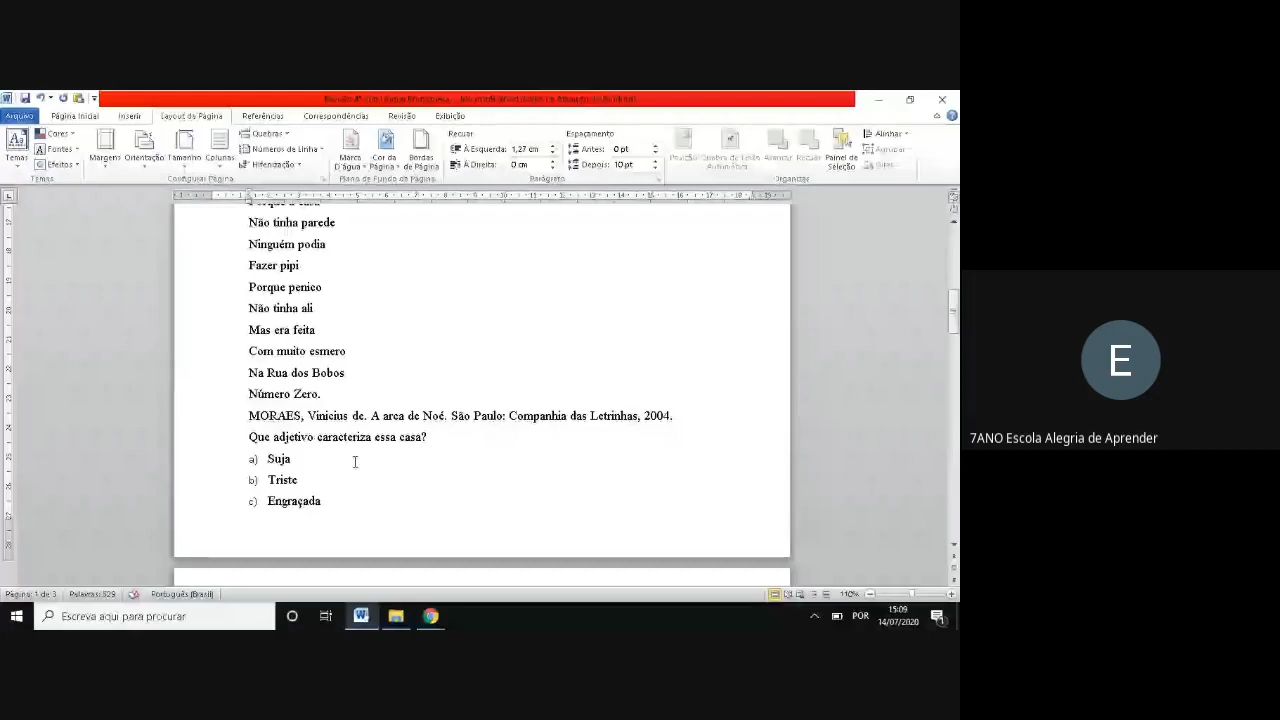 Arquivo Página Inicial Inserir Layout da Página Referências Correspondências Revisão Exibição
Temas Cores Fontes Efeitos Margens Orientação Tamanho Colunas Quebras Números de Linha Hifenização Marca D'água Cor da Página Bordas de Página Recuar À Esquerda: 1,27 cm À Direita: 0 cm Espaçamento Antes: 0 pt Depois: 10 pt Painel de Seleção Alinhar Agrupar
Temas Configurar Página Plano de Fundo da Página Parágrafo Organizar
Não tinha parede
Ninguém podia
Fazer pipi
Porque penico
Não tinha ali
Mas era feita
Com muito esmero
Na Rua dos Bobos
Número Zero.
MORAES, Vinicius de. A arca de Noé. São Paulo: Companhia das Letrinhas, 2004.
Que adjetivo caracteriza essa casa?
a) Suja
b) Triste
c) Engraçada
Página: 1 de 3 Palavras: 529 Português (Brasil) 110%
Escreva aqui para procurar
POR
15:09
14/07/2020
E
7ANO Escola Alegria de Aprender